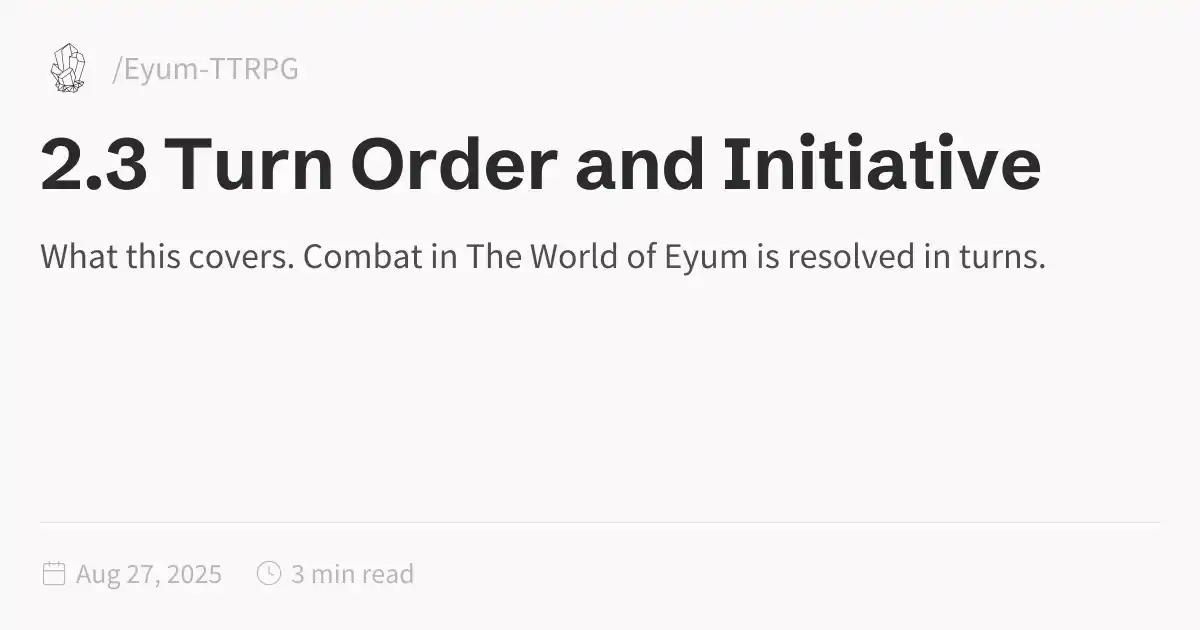 /Eyum-TTRPG
2.3 Turn Order and Initiative
What this covers. Combat in The World of Eyum is resolved in turns.
Aug 27, 2025 3 min read